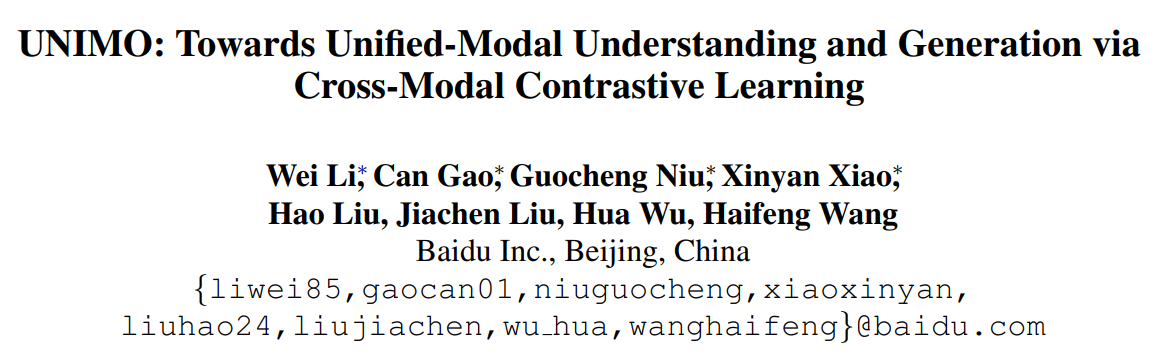 UNIMO: Towards Unified-Modal Understanding and Generation via
Cross-Modal Contrastive Learning
Wei Li*, Can Gao*, Guocheng Niu*, Xinyan Xiao*,
Hao Liu, Jiachen Liu, Hua Wu, Haifeng Wang
Baidu Inc., Beijing, China
{liwei85,gaocan01,niuguocheng,xiaoxinyan,
liuhao24,liujiachen,wu_hua,wanghaifeng}@baidu.com